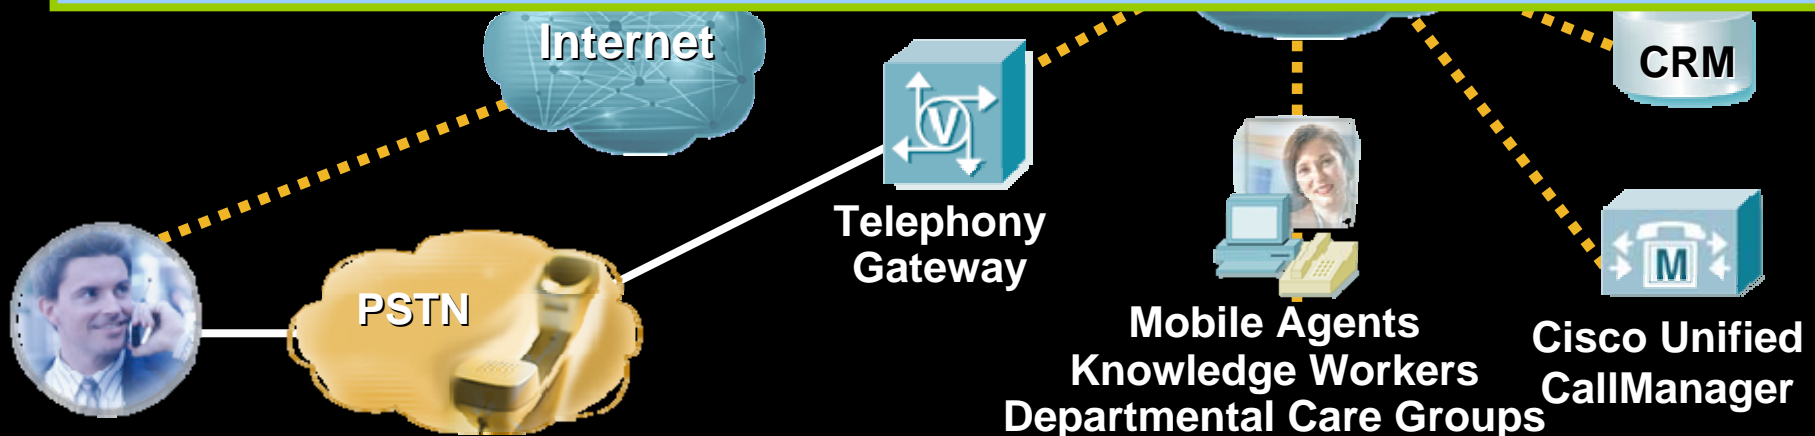 Internet
CRM
V
Telephony
Gateway
PSTN
M
Mobile Agents
Knowledge Workers
Departmental Care Groups
Cisco Unified
CallManager